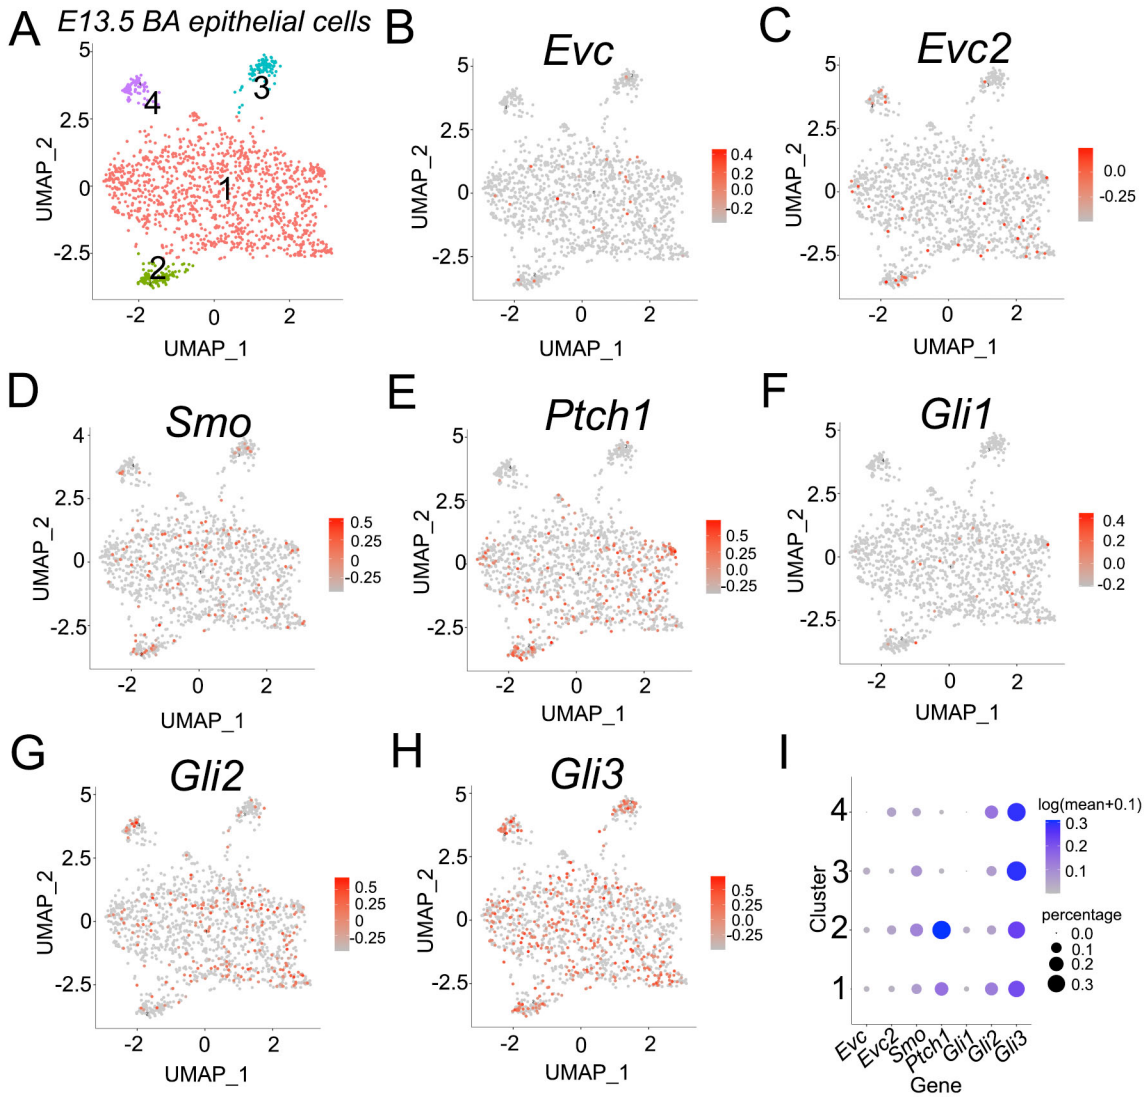 A
E13.5 BA epithelial cells
5
2.5
0
-2.5
-2
0
2
UMAP_2
UMAP_1
1
2
3
4
B
Evc
5
2.5
0
-2.5
-2
0
2
UMAP_2
UMAP_1
0.4
0.2
0.0
-0.2
C
Evc2
5
2.5
0
-2.5
-2
0
2
UMAP_2
UMAP_1
0.0
-0.25
D
Smo
4
2.5
0
-2.5
-2
0
2
UMAP_2
UMAP_1
0.5
0.25
0.0
-0.25
E
Ptch1
5
2.5
0
-2.5
-2
0
2
UMAP_2
UMAP_1
0.5
0.25
0.0
-0.25
F
Gli1
5
2.5
0
-2.5
-2
0
2
UMAP_2
UMAP_1
0.4
0.2
0.0
-0.2
G
Gli2
5
2.5
0
-2.5
-2
0
2
UMAP_2
UMAP_1
0.5
0.25
0.0
-0.25
H
Gli3
5
2.5
0
-2.5
-2
0
2
UMAP_2
UMAP_1
0.5
0.25
0.0
-0.25
I
4
3
2
1
Cluster
Evc
Evc2
Smo
Ptch1
Gli1
Gli2
Gli3
Gene
log(mean+0.1)
0.3
0.2
0.1
percentage
0.0
0.1
0.2
0.3